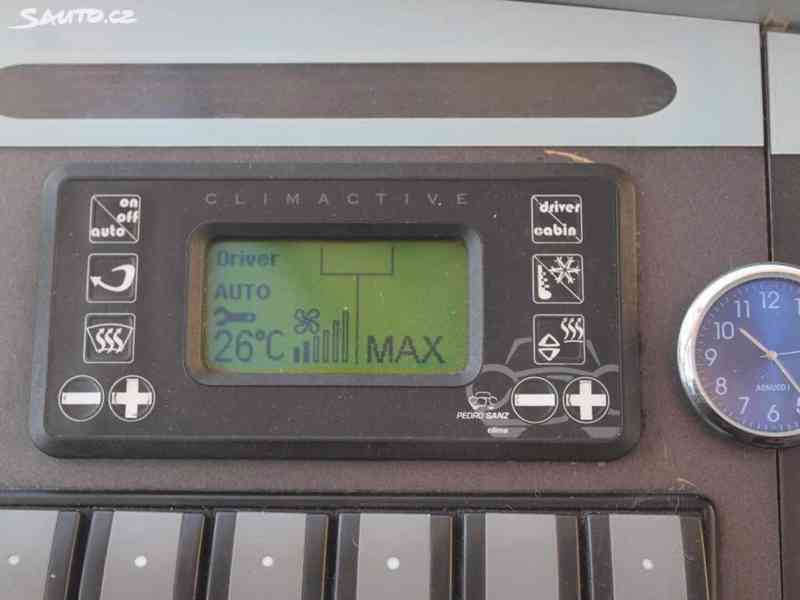 SAUTO.CZ
CLIMACTIVE
on
off
auto
driver
cabin
Driver
AUTO
26°C
MAX
PEDRO SANZ
clima
12
11
10
9
8
7
6
5